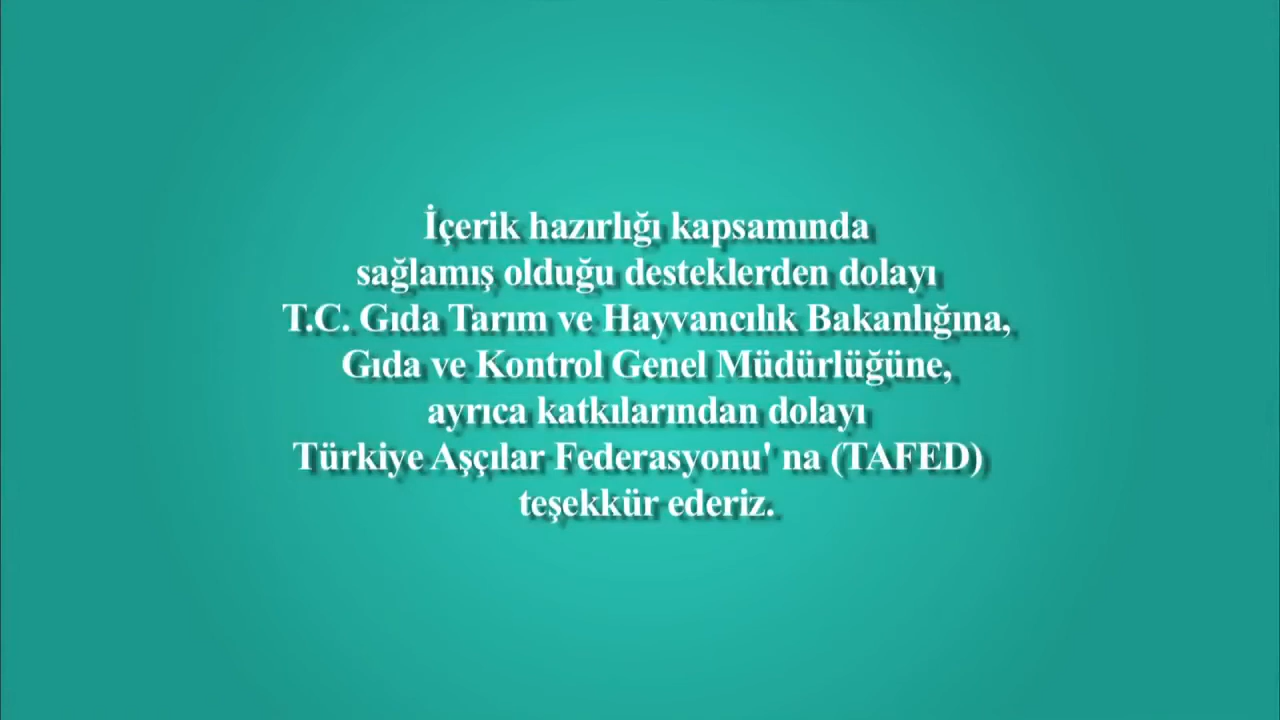 İçerik hazırlığı kapsamında
sağlamış olduğu desteklerden dolayı
T.C. Gıda Tarım ve Hayvancılık Bakanlığına,
Gıda ve Kontrol Genel Müdürlüğüne,
ayrıca katkılarından dolayı
Türkiye Aşçılar Federasyonu' na (TAFED)
teşekkür ederiz.